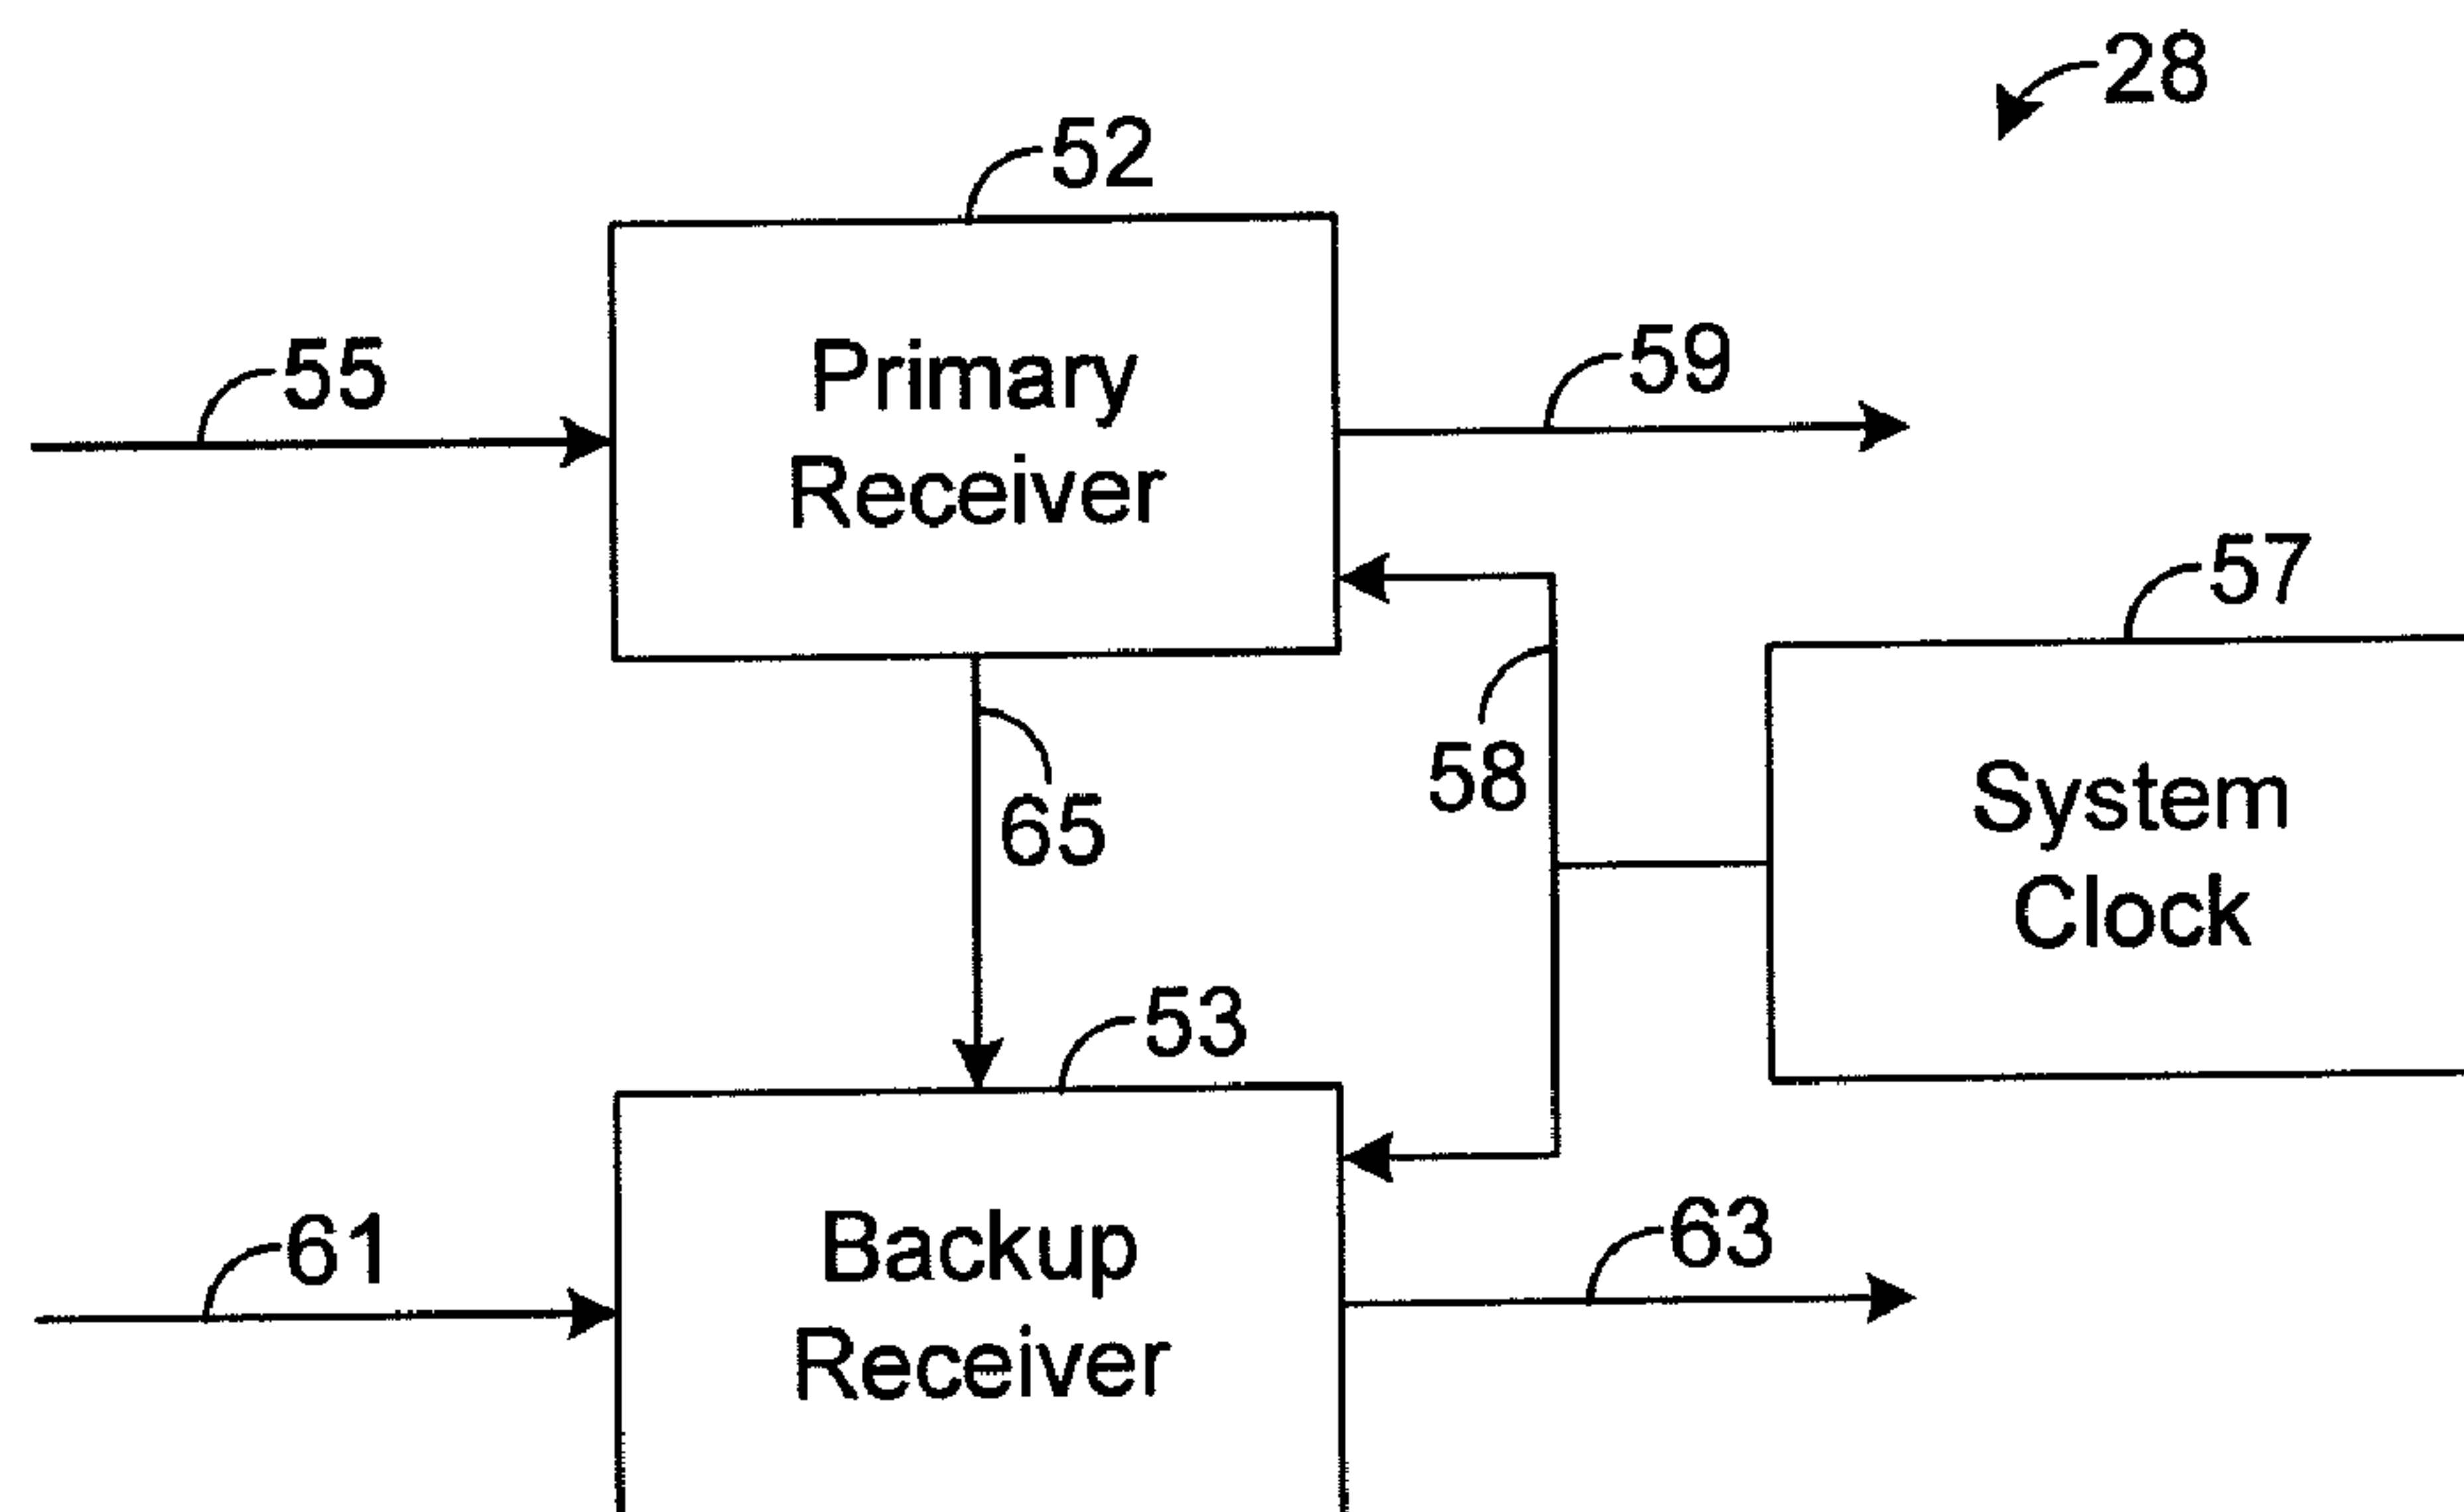 28
52
55
Primary
Receiver
59
57
58
65
System
Clock
53
61
Backup
Receiver
63